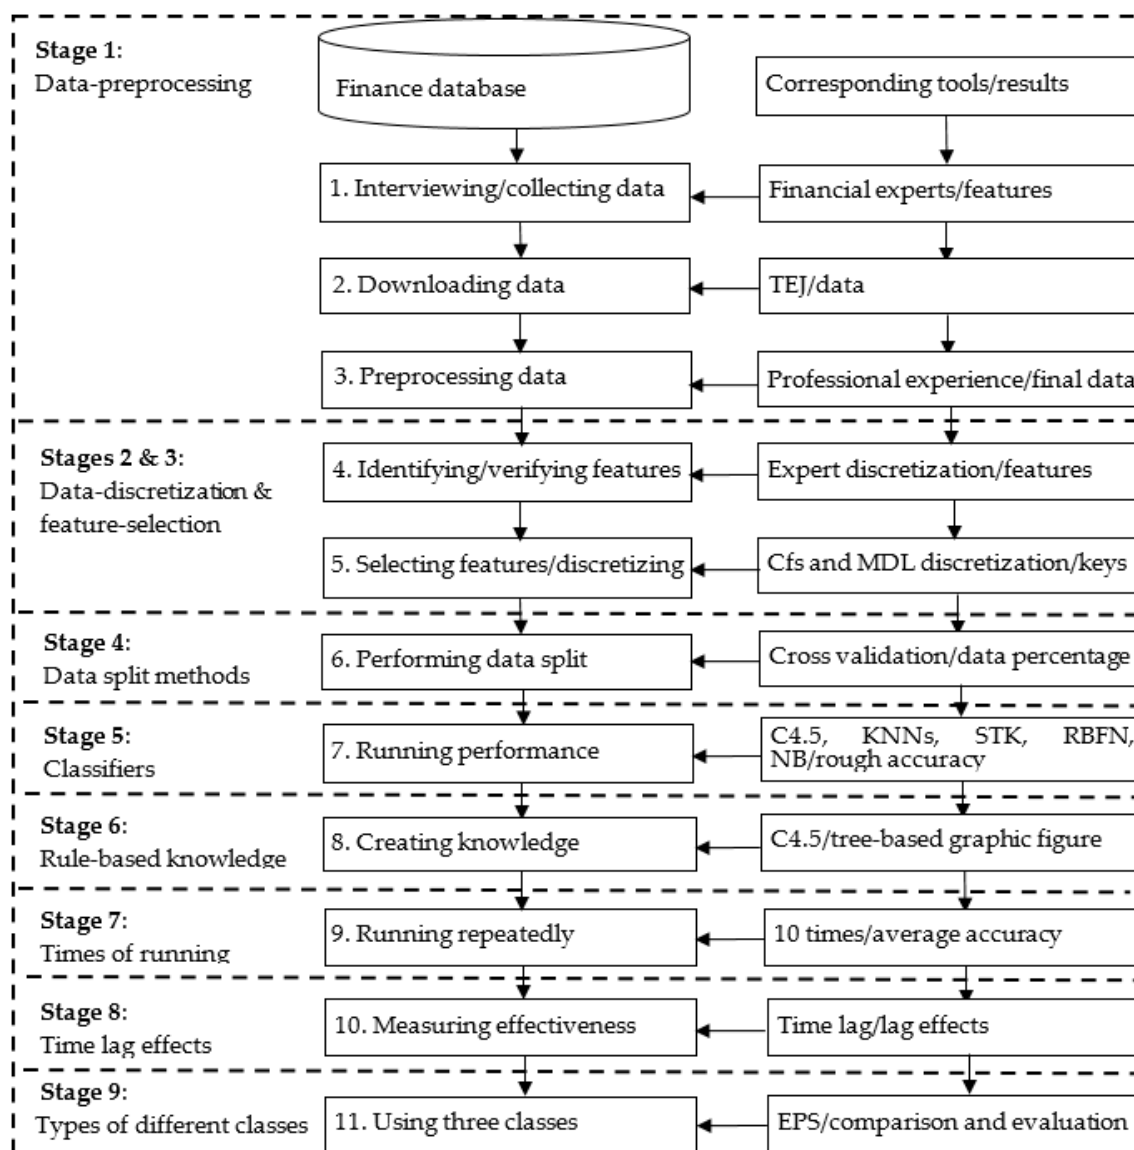 Stage 1:
Data-preprocessing
Finance database
Corresponding tools/results
1. Interviewing/collecting data
Financial experts/features
2. Downloading data
TEJ/data
3. Preprocessing data
Professional experience/final data
Stages 2 & 3:
Data-discretization &
feature-selection
4. Identifying/verifying features
Expert discretization/features
5. Selecting features/discretizing
Cfs and MDL discretization/keys
Stage 4:
Data split methods
6. Performing data split
Cross validation/data percentage
Stage 5:
Classifiers
7. Running performance
C4.5, KNNs, STK, RBFN,
NB/rough accuracy
Stage 6:
Rule-based knowledge
8. Creating knowledge
C4.5/tree-based graphic figure
Stage 7:
Times of running
9. Running repeatedly
10 times/average accuracy
Stage 8:
Time lag effects
10. Measuring effectiveness
Time lag/lag effects
Stage 9:
Types of different classes
11. Using three classes
EPS/comparison and evaluation